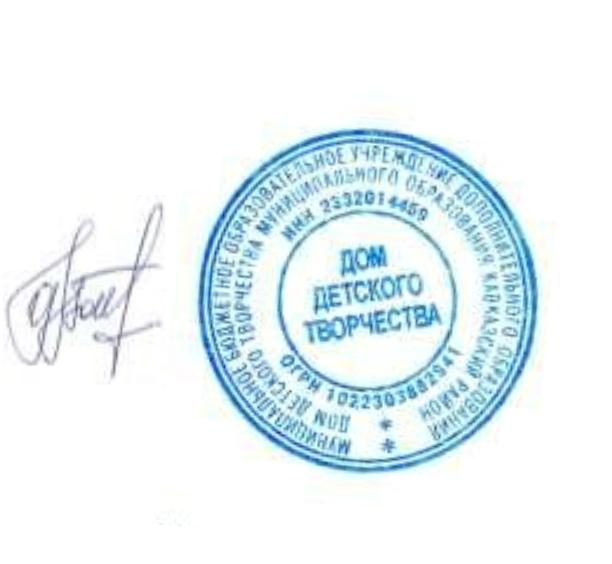 МУНИЦИПАЛЬНОЕ БЮДЖЕТНОЕ ОБРАЗОВАТЕЛЬНОЕ УЧРЕЖДЕНИЕ ДОПОЛНИТЕЛЬНОГО ОБРАЗОВАНИЯ
ДОМ ДЕТСКОГО ТВОРЧЕСТВА МУНИЦИПАЛЬНОГО ОБРАЗОВАНИЯ КАВКАЗСКИЙ РАЙОН
ИНН 2332014459
ДОМ
ДЕТСКОГО
ТВОРЧЕСТВА
ОГРН 1022303882941
* *